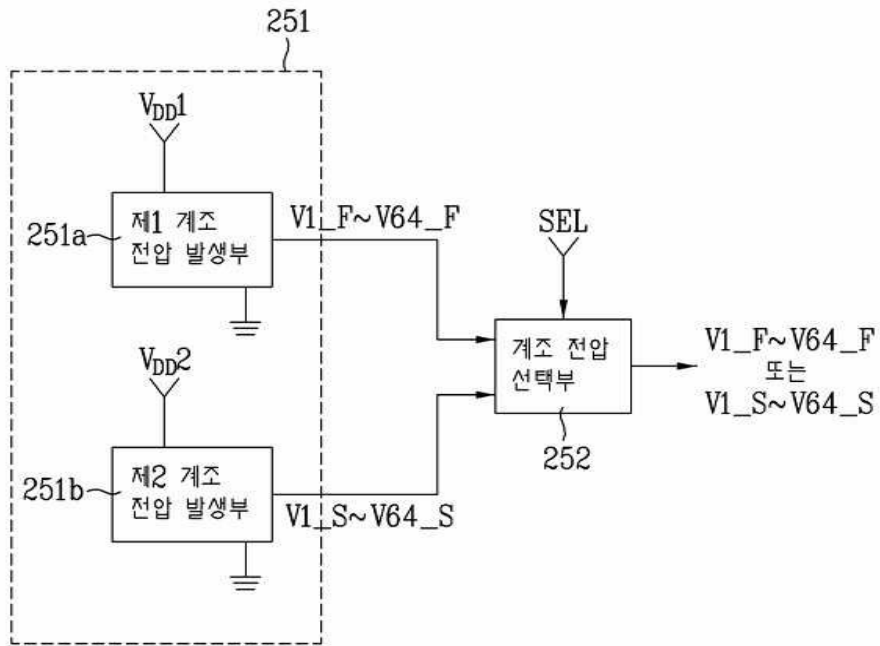 251
V_DD1
제1 계조
전압 발생부
251a
V1_F~V64_F
SEL
계조 전압
선택부
252
V1_F~V64_F
또는
V1_S~V64_S
V_DD2
제2 계조
전압 발생부
251b
V1_S~V64_S